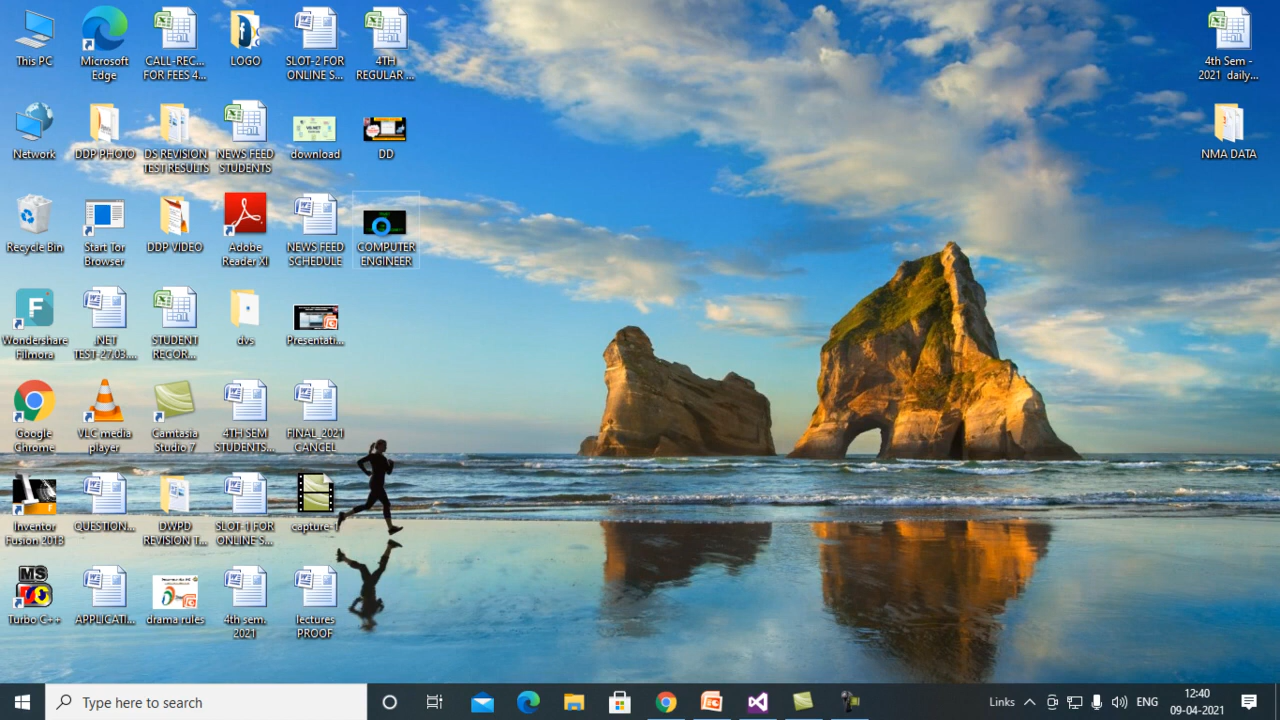 This PC
Microsoft
Edge
CALL-REC...
FOR FEES 4...
LOGO
SLOT-2 FOR
ONLINE S...
4TH
REGULAR ...
4th Sem -
2021 daily...
Network
DDP PHOTO
DS REVISION
TEST RESULTS
NEWS FEED
STUDENTS
download
DD
NMA DATA
Recycle Bin
Start Tor
Browser
DDP VIDEO
Adobe
Reader XI
NEWS FEED
SCHEDULE
COMPUTER
ENGINEER
Wondershare
Filmora
.NET
TEST-27.03....
STUDENT
RECOR...
dvs
Presentati...
Google
Chrome
VLC media
player
Camtasia
Studio 7
4TH SEM
STUDENTS...
FINAL_2021
CANCEL
Inventor
Fusion 2013
QUESTION...
DWPD
REVISION T...
SLOT-1 FOR
ONLINE S...
capture-1
MS
Turbo C++
APPLICATI...
drama rules
4th sem.
2021
lectures
PROOF
Type here to search
Links
ENG
12:40
09-04-2021